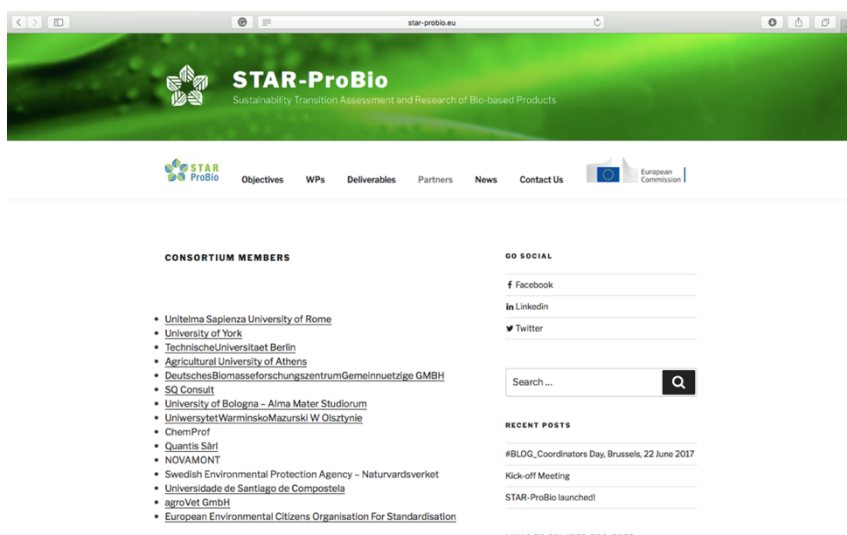 star-probio.eu
STAR-ProBio
Sustainability Transition Assessment and Research of Bio-based Products
STAR
ProBio
Objectives WPs Deliverables Partners News Contact Us
European
Commission
CONSORTIUM MEMBERS
• Unitelma Sapienza University of Rome
• University of York
• TechnischeUniversitaet Berlin
• Agricultural University of Athens
• DeutschesBiomasseforschungszentrumGemeinnuetzige GMBH
• SQ Consult
• University of Bologna – Alma Mater Studiorum
• UniwersytetWarminskoMazurski W Olsztynie
• ChemProf
• Quantis Sàrl
• NOVAMONT
• Swedish Environmental Protection Agency – Naturvardsverket
• Universidade de Santiago de Compostela
• agroVet GmbH
• European Environmental Citizens Organisation For Standardisation
GO SOCIAL
Facebook
Linkedin
Twitter
Search ...
RECENT POSTS
#BLOG_Coordinators Day, Brussels, 22 June 2017
Kick-off Meeting
STAR-ProBio launched!